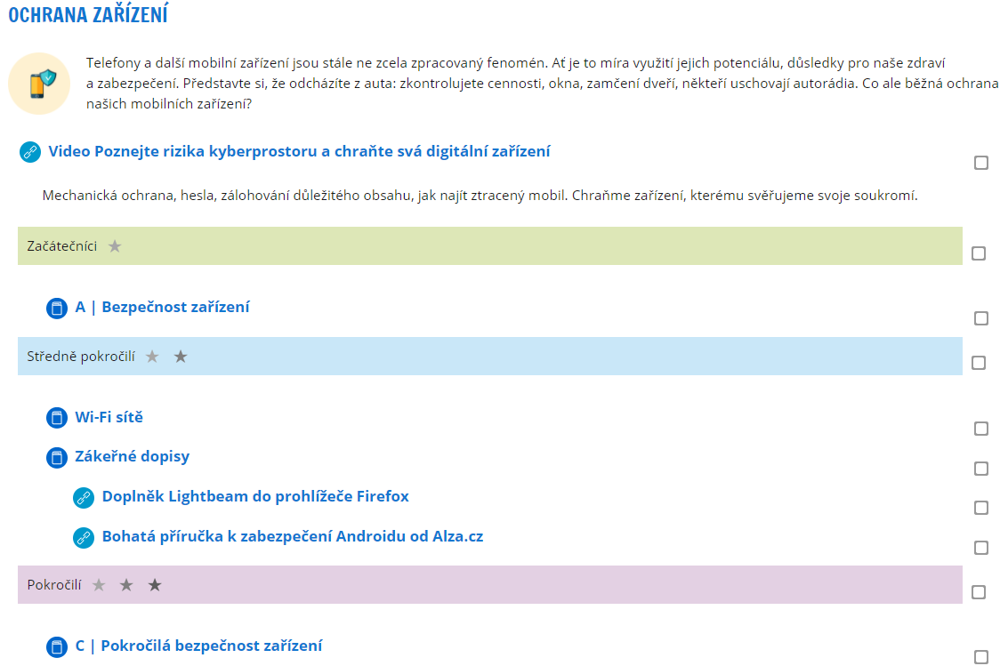 OCHRANA ZAŘÍZENÍ
Telefony a další mobilní zařízení jsou stále ne zcela zpracovaný fenomén. Ať je to míra využití jejich potenciálu, důsledky pro naše zdraví
a zabezpečení. Představte si, že odcházíte z auta: zkontrolujete cennosti, okna, zamčení dveří, někteří uschovají autorádia. Co ale běžná ochrana
našich mobilních zařízení?
Video Poznejte rizika kyberprostoru a chraňte svá digitální zařízení
Mechanická ochrana, hesla, zálohování důležitého obsahu, jak najít ztracený mobil. Chraňme zařízení, kterému svěřujeme svoje soukromí.
Začátečníci
A | Bezpečnost zařízení
Středně pokročilí
Wi-Fi sítě
Zákeřné dopisy
Doplněk Lightbeam do prohlížeče Firefox
Bohatá příručka k zabezpečení Androidu od Alza.cz
Pokročilí
C | Pokročilá bezpečnost zařízení